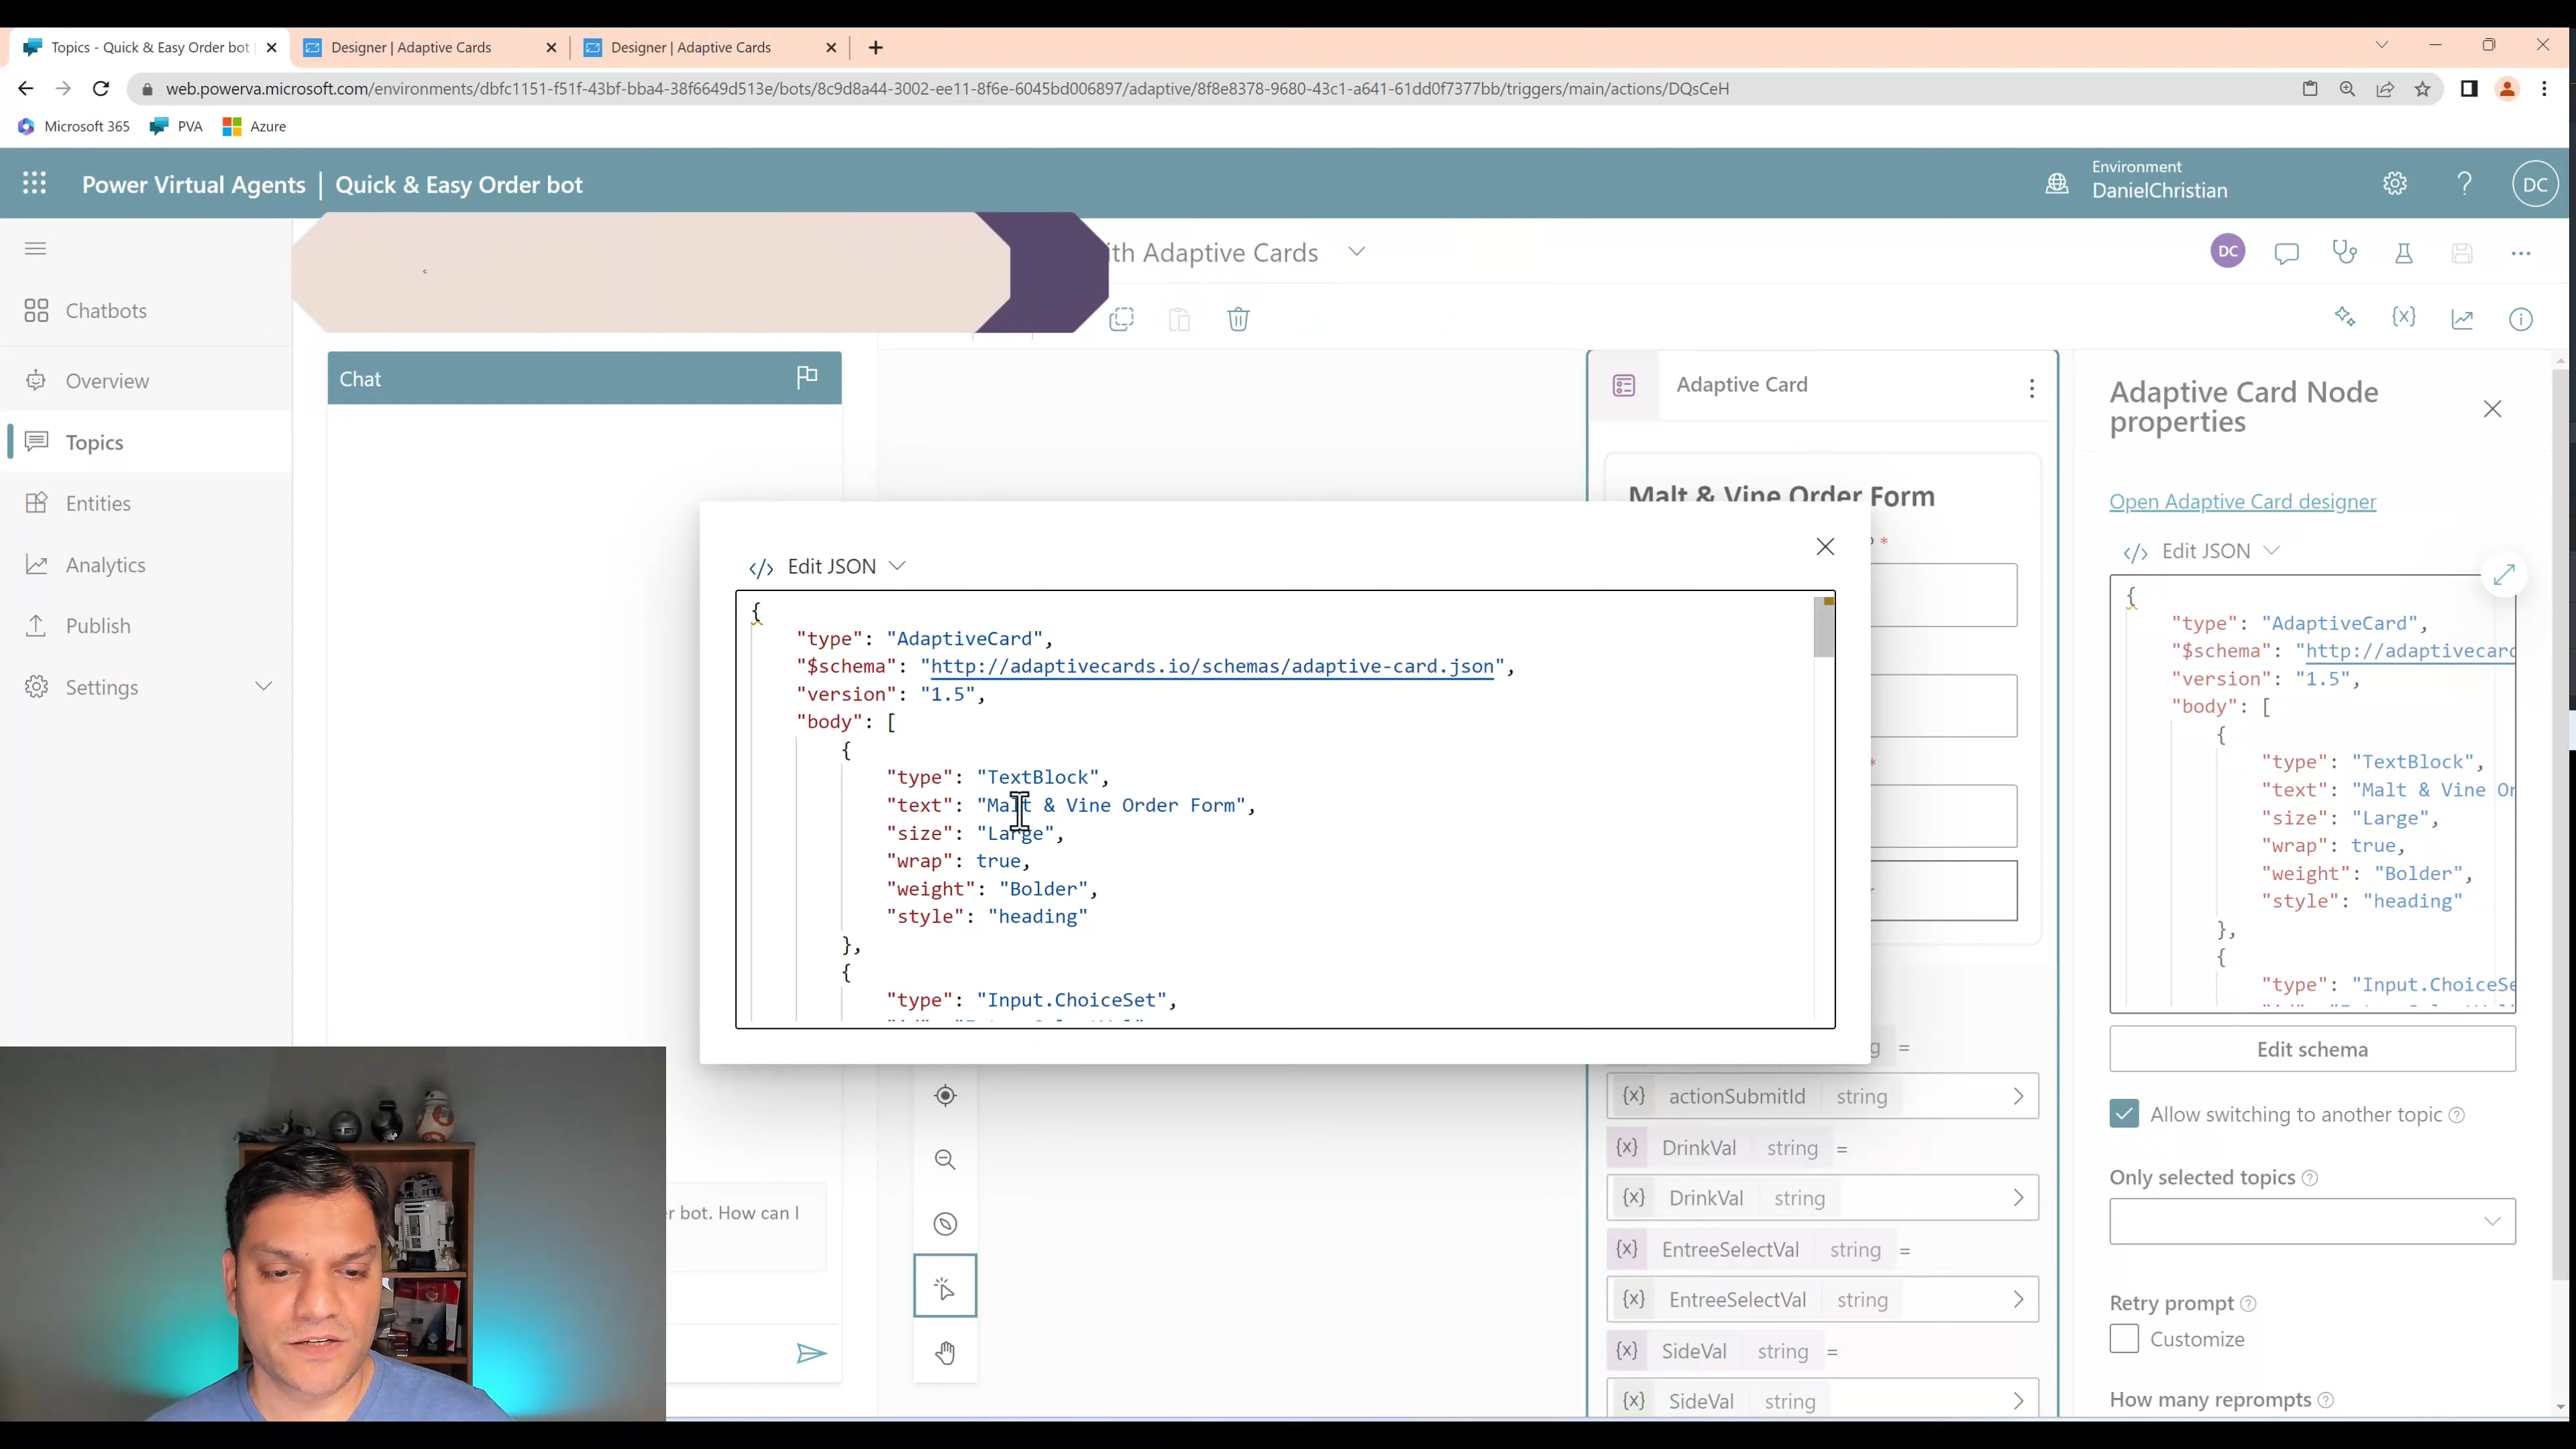 Topics - Quick & Easy Order bot |
Designer | Adaptive Cards
Designer | Adaptive Cards
web.powerva.microsoft.com/environments/dbfc1151-f51f-43bf-bba4-38f6649d513e/bots/8c9d8a44-3002-ee11-8f6e-6045bd006897/adaptive/8f8e8378-9680-43c1-a641-61dd0f7377bb/triggers/main/actions/DQsCeH
Microsoft 365
PVA
Azure
Power Virtual Agents | Quick & Easy Order bot
Environment
DanielChristian
DC
Chatbots
Overview
Topics
Entities
Analytics
Publish
Settings
ith Adaptive Cards
DC
Chat
r bot. How can I
Edit JSON
{
"type": "AdaptiveCard",
"$schema": "http://adaptivecards.io/schemas/adaptive-card.json",
"version": "1.5",
"body": [
{
"type": "TextBlock",
"text": "Malt & Vine Order Form",
"size": "Large",
"wrap": true,
"weight": "Bolder",
"style": "heading"
},
{
"type": "Input.ChoiceSet",
Adaptive Card
Malt & Vine Order Form
*
*
g =
{x} actionSubmitId string
{x} DrinkVal string =
{x} DrinkVal string
{x} EntreeSelectVal string =
{x} EntreeSelectVal string
{x} SideVal string =
{x} SideVal string
Adaptive Card Node
properties
Open Adaptive Card designer
Edit JSON
{
"type": "AdaptiveCard",
"$schema": "http://adaptivecard
"version": "1.5",
"body": [
{
"type": "TextBlock",
"text": "Malt & Vine Or
"size": "Large",
"wrap": true,
"weight": "Bolder",
"style": "heading"
},
{
"type": "Input.ChoiceSe
Edit schema
Allow switching to another topic
Only selected topics
Retry prompt
Customize
How many reprompts